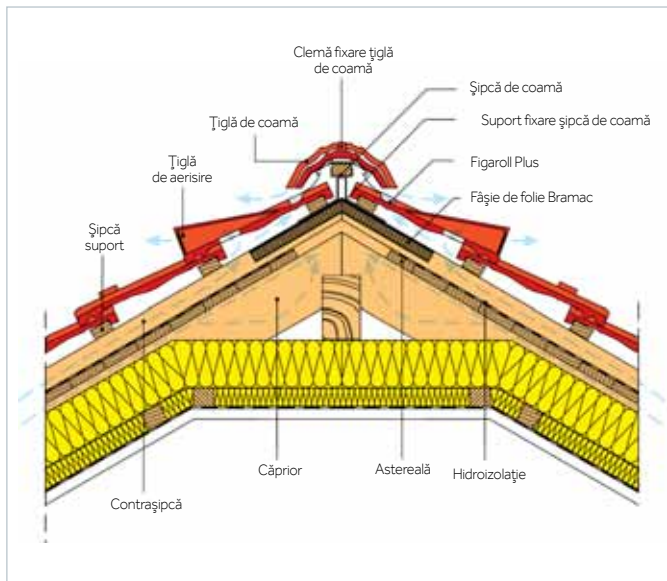 Clemă fixare ţiglă
de coamă
Şipcă de coamă
Ţiglă de coamă
Suport fixare şipcă de coamă
Ţiglă
de aerisire
Figaroll Plus
Fâşie de folie Bramac
Şipcă
suport
Căprior
Astereală
Hidroizolaţie
Contraşipcă